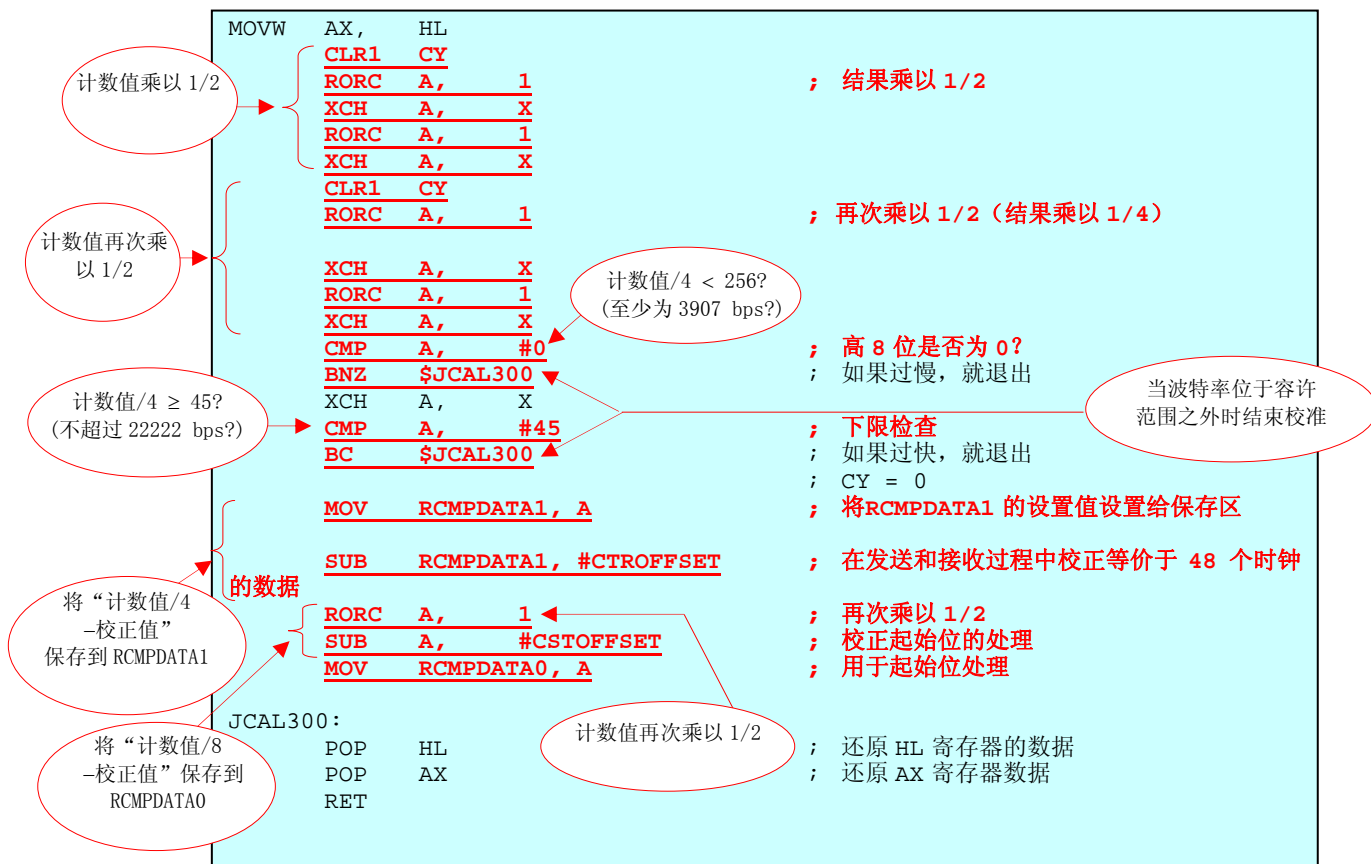 MOVW AX, HL
CLR1 CY
RORC A, 1 ; 结果乘以 1/2
XCH A, X
RORC A, 1
XCH A, X
计数值乘以 1/2
CLR1 CY
RORC A, 1 ; 再次乘以 1/2（结果乘以 1/4）
XCH A, X
RORC A, 1
XCH A, X
计数值再次乘
以 1/2
计数值/4 < 256?
(至少为 3907 bps?)
CMP A, #0 ; 高 8 位是否为 0?
BNZ $JCAL300 ; 如果过慢，就退出
XCH A, X
CMP A, #45 ; 下限检查
BC $JCAL300 ; 如果过快，就退出
; CY = 0
计数值/4 ≥ 45?
(不超过 22222 bps?)
当波特率位于容许
范围之外时结束校准
MOV RCMPDATA1, A ; 将RCMPDATA1 的设置值设置给保存区
SUB RCMPDATA1, #CTROFFSET ; 在发送和接收过程中校正等价于 48 个时钟
的数据
将“计数值/4
–校正值”
保存到 RCMPDATA1
RORC A, 1 ; 再次乘以 1/2
SUB A, #CSTOFFSET ; 校正起始位的处理
MOV RCMPDATA0, A ; 用于起始位处理
计数值再次乘以 1/2
将“计数值/8
–校正值”保存到
RCMPDATA0
JCAL300:
POP HL ; 还原 HL 寄存器的数据
POP AX ; 还原 AX 寄存器数据
RET